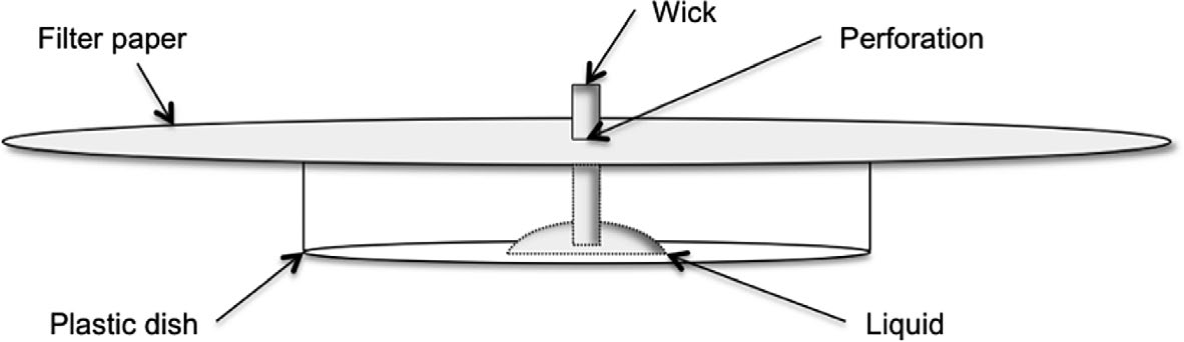 Wick
Filter paper
Perforation
Plastic dish
Liquid